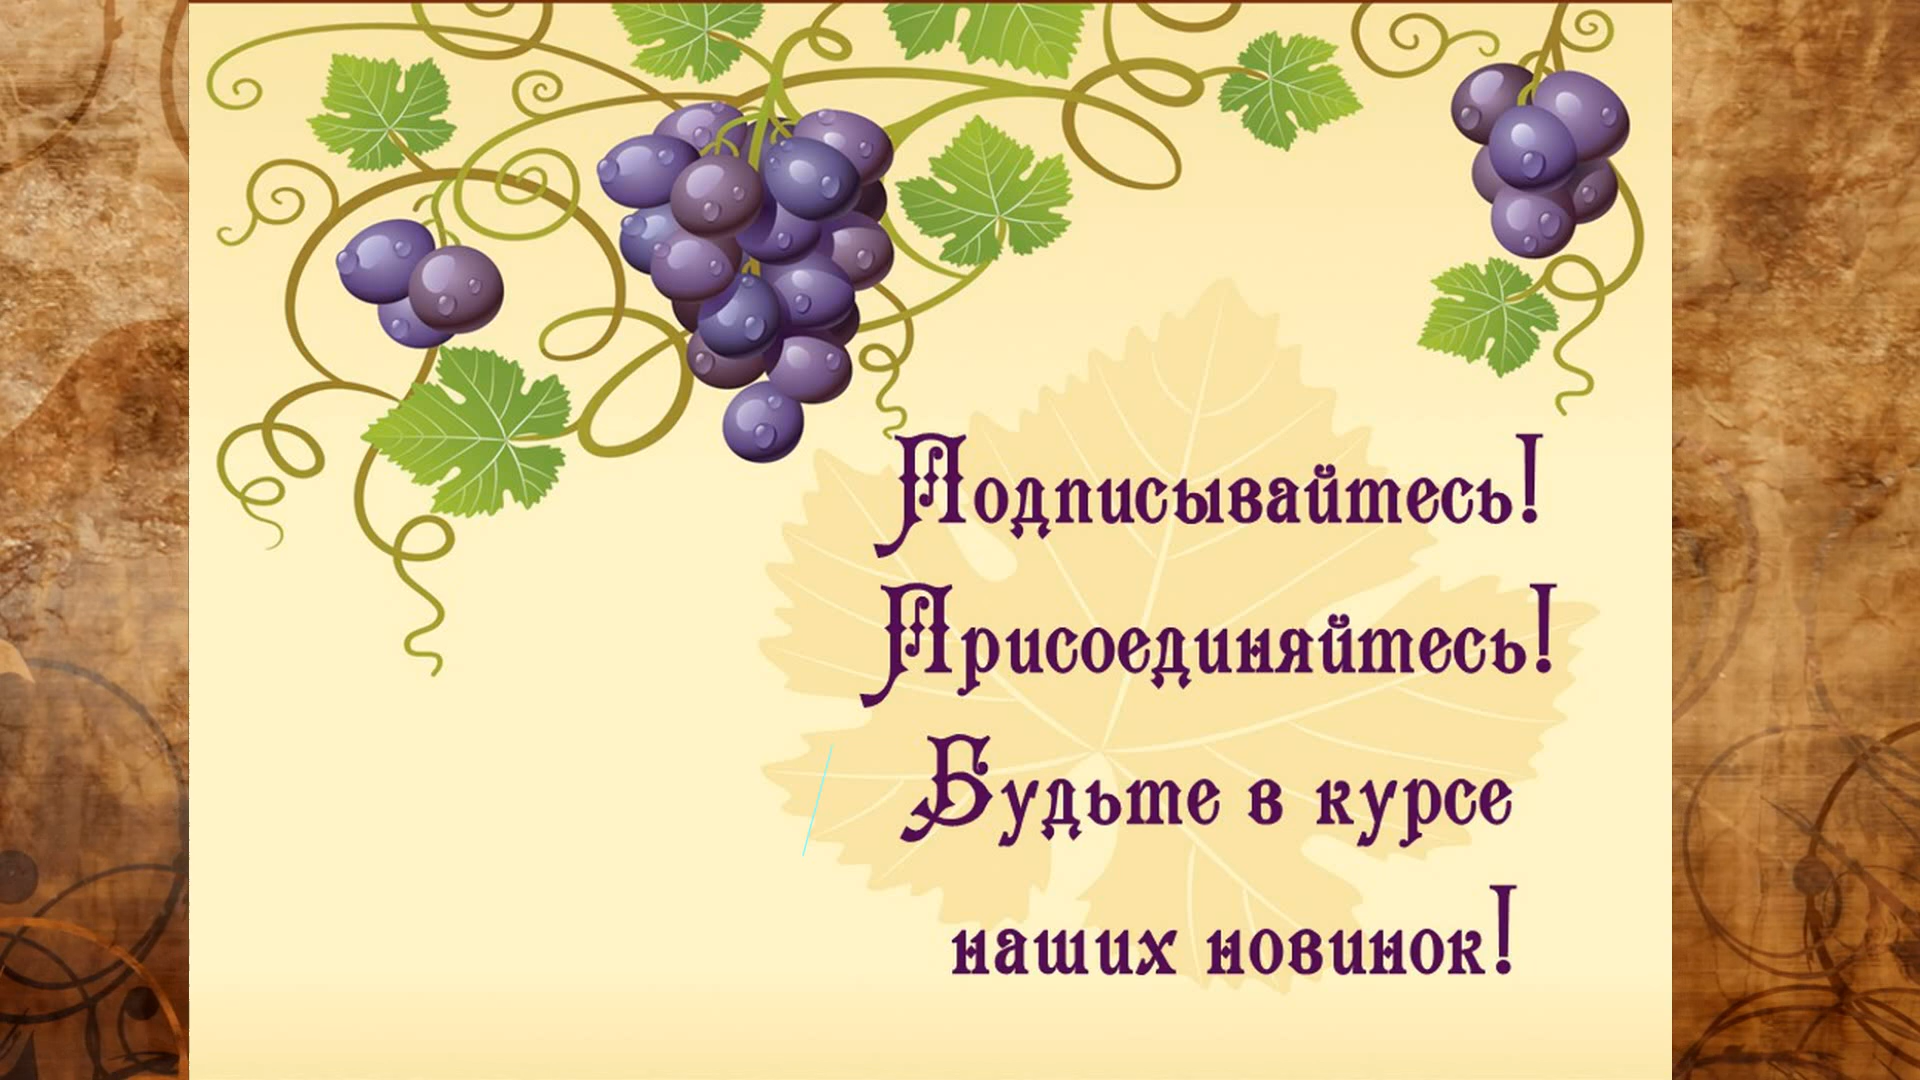 Подписывайтесь!
Присоединяйтесь!
Будьте в курсе
наших новинок!